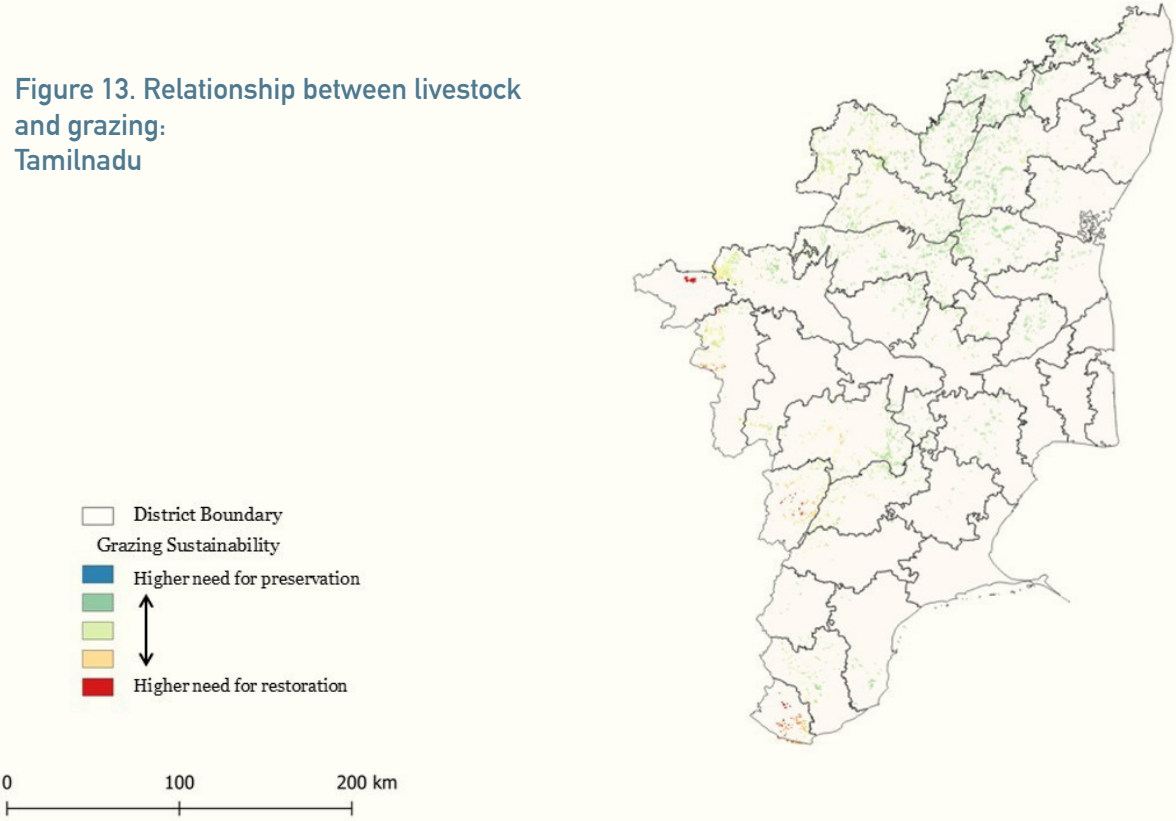 Figure 13. Relationship between livestock
and grazing:
Tamilnadu
District Boundary
Grazing Sustainability
Higher need for preservation
Higher need for restoration
0 100 200 km